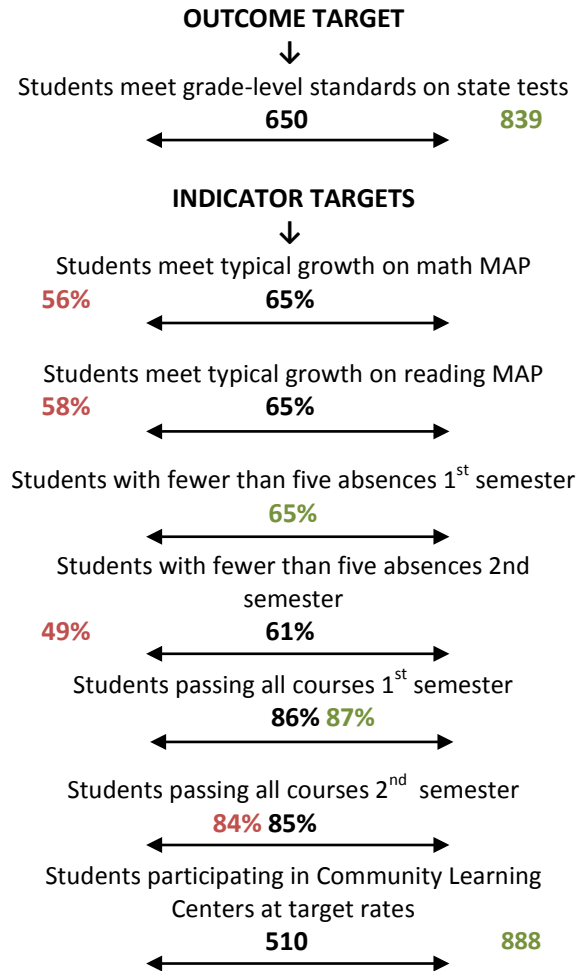 OUTCOME TARGET
↓
Students meet grade-level standards on state tests
650 839
INDICATOR TARGETS
↓
Students meet typical growth on math MAP
56% 65%
Students meet typical growth on reading MAP
58% 65%
Students with fewer than five absences 1st semester
65%
Students with fewer than five absences 2nd
semester
49% 61%
Students passing all courses 1st semester
86% 87%
Students passing all courses 2nd semester
84% 85%
Students participating in Community Learning
Centers at target rates
510 888